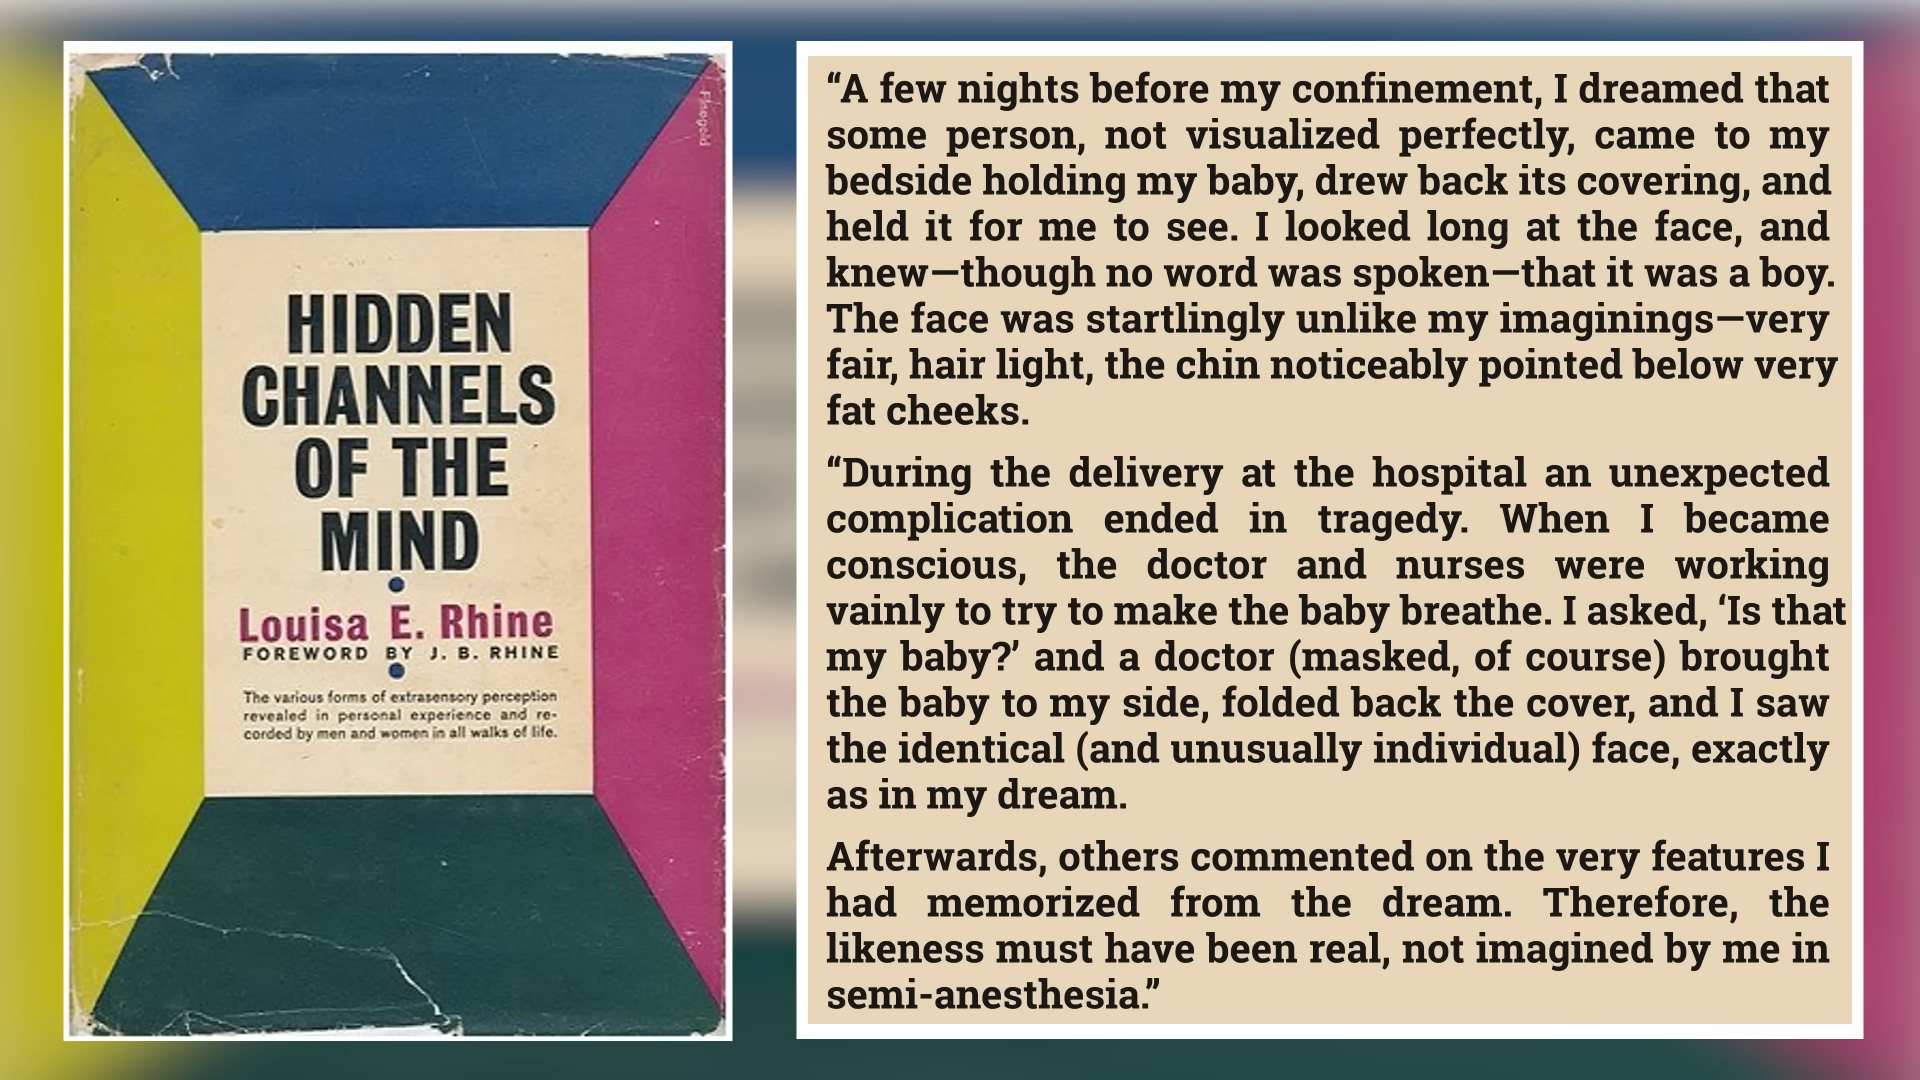 Finegold
HIDDEN
CHANNELS
OF THE
MIND
Louisa E. Rhine
FOREWORD BY J. B. RHINE
The various forms of extrasensory perception
revealed in personal experience and re-
corded by men and women in all walks of life.
“A few nights before my confinement, I dreamed that
some person, not visualized perfectly, came to my
bedside holding my baby, drew back its covering, and
held it for me to see. I looked long at the face, and
knew—though no word was spoken—that it was a boy.
The face was startlingly unlike my imaginings—very
fair, hair light, the chin noticeably pointed below very
fat cheeks.
“During the delivery at the hospital an unexpected
complication ended in tragedy. When I became
conscious, the doctor and nurses were working
vainly to try to make the baby breathe. I asked, ‘Is that
my baby?’ and a doctor (masked, of course) brought
the baby to my side, folded back the cover, and I saw
the identical (and unusually individual) face, exactly
as in my dream.
Afterwards, others commented on the very features I
had memorized from the dream. Therefore, the
likeness must have been real, not imagined by me in
semi-anesthesia.”